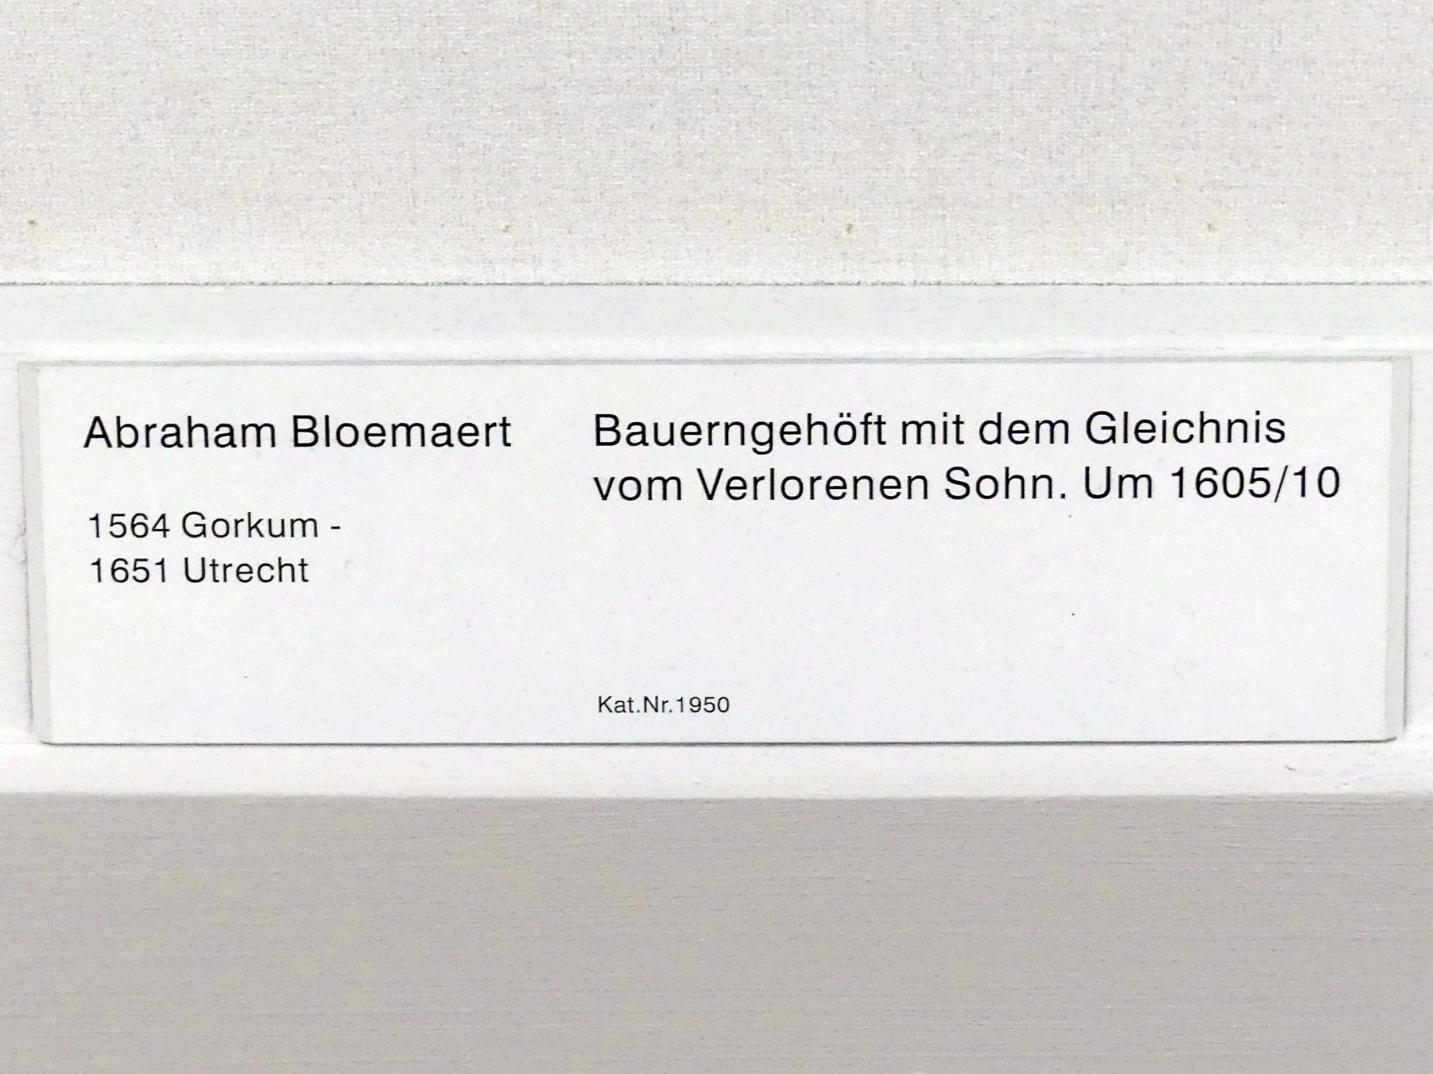 Abraham Bloemaert
1564 Gorkum -
1651 Utrecht
Bauerngehöft mit dem Gleichnis
vom Verlorenen Sohn. Um 1605/10
Kat.Nr.1950